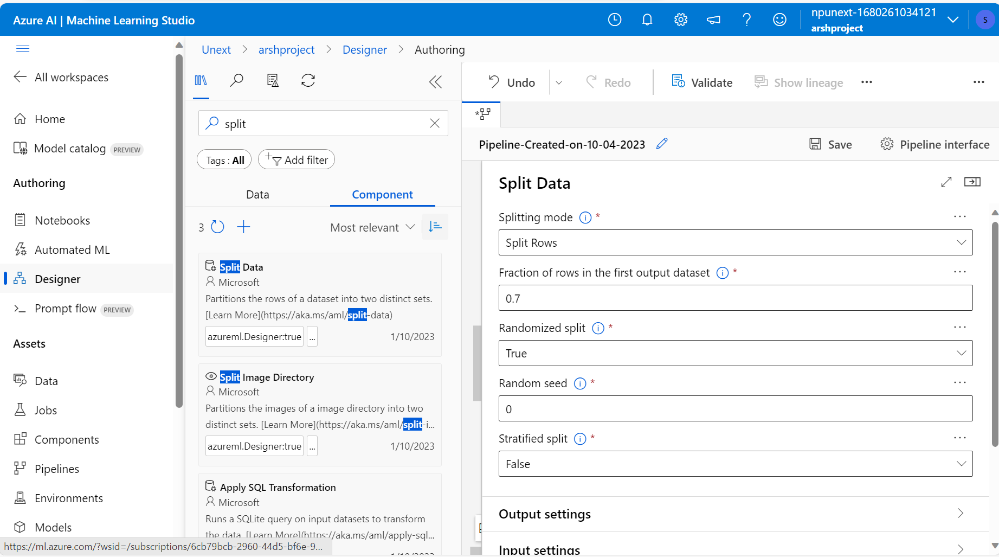 Azure AI | Machine Learning Studio
npunext-1680261034121
arshproject
S
All workspaces
Home
Model catalog PREVIEW
Authoring
Notebooks
Automated ML
Designer
Prompt flow PREVIEW
Assets
Data
Jobs
Components
Pipelines
Environments
Models
https://ml.azure.com/?wsid=/subscriptions/6cb79bcb-2960-44d5-bf6e-9...
Unext > arshproject > Designer > Authoring
split
Tags : All
Add filter
Data
Component
3
Most relevant
Split Data
Microsoft
Partitions the rows of a dataset into two distinct sets.
[Learn More](https://aka.ms/aml/split-data)
azureml.Designer:true
...
1/10/2023
Split Image Directory
Microsoft
Partitions the images of a image directory into two
distinct sets. [Learn More](https://aka.ms/aml/split-i...
azureml.Designer:true
...
1/10/2023
Apply SQL Transformation
Microsoft
Runs a SQLite query on input datasets to transform
the data. [Learn More](https://aka.ms/aml/apply-sql...
Undo
Redo
Validate
Show lineage
Pipeline-Created-on-10-04-2023
Save
Pipeline interface
Split Data
Splitting mode *
Split Rows
Fraction of rows in the first output dataset *
0.7
Randomized split *
True
Random seed *
0
Stratified split *
False
Output settings
Input settings